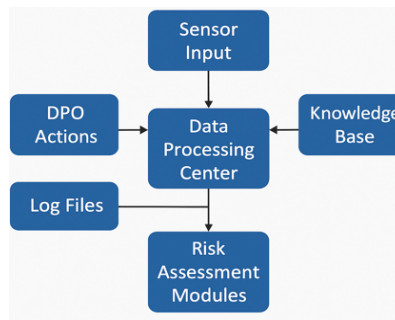 Sensor
Input
DPO
Actions
Data
Processing
Center
Knowledge
Base
Log Files
Risk
Assessment
Modules